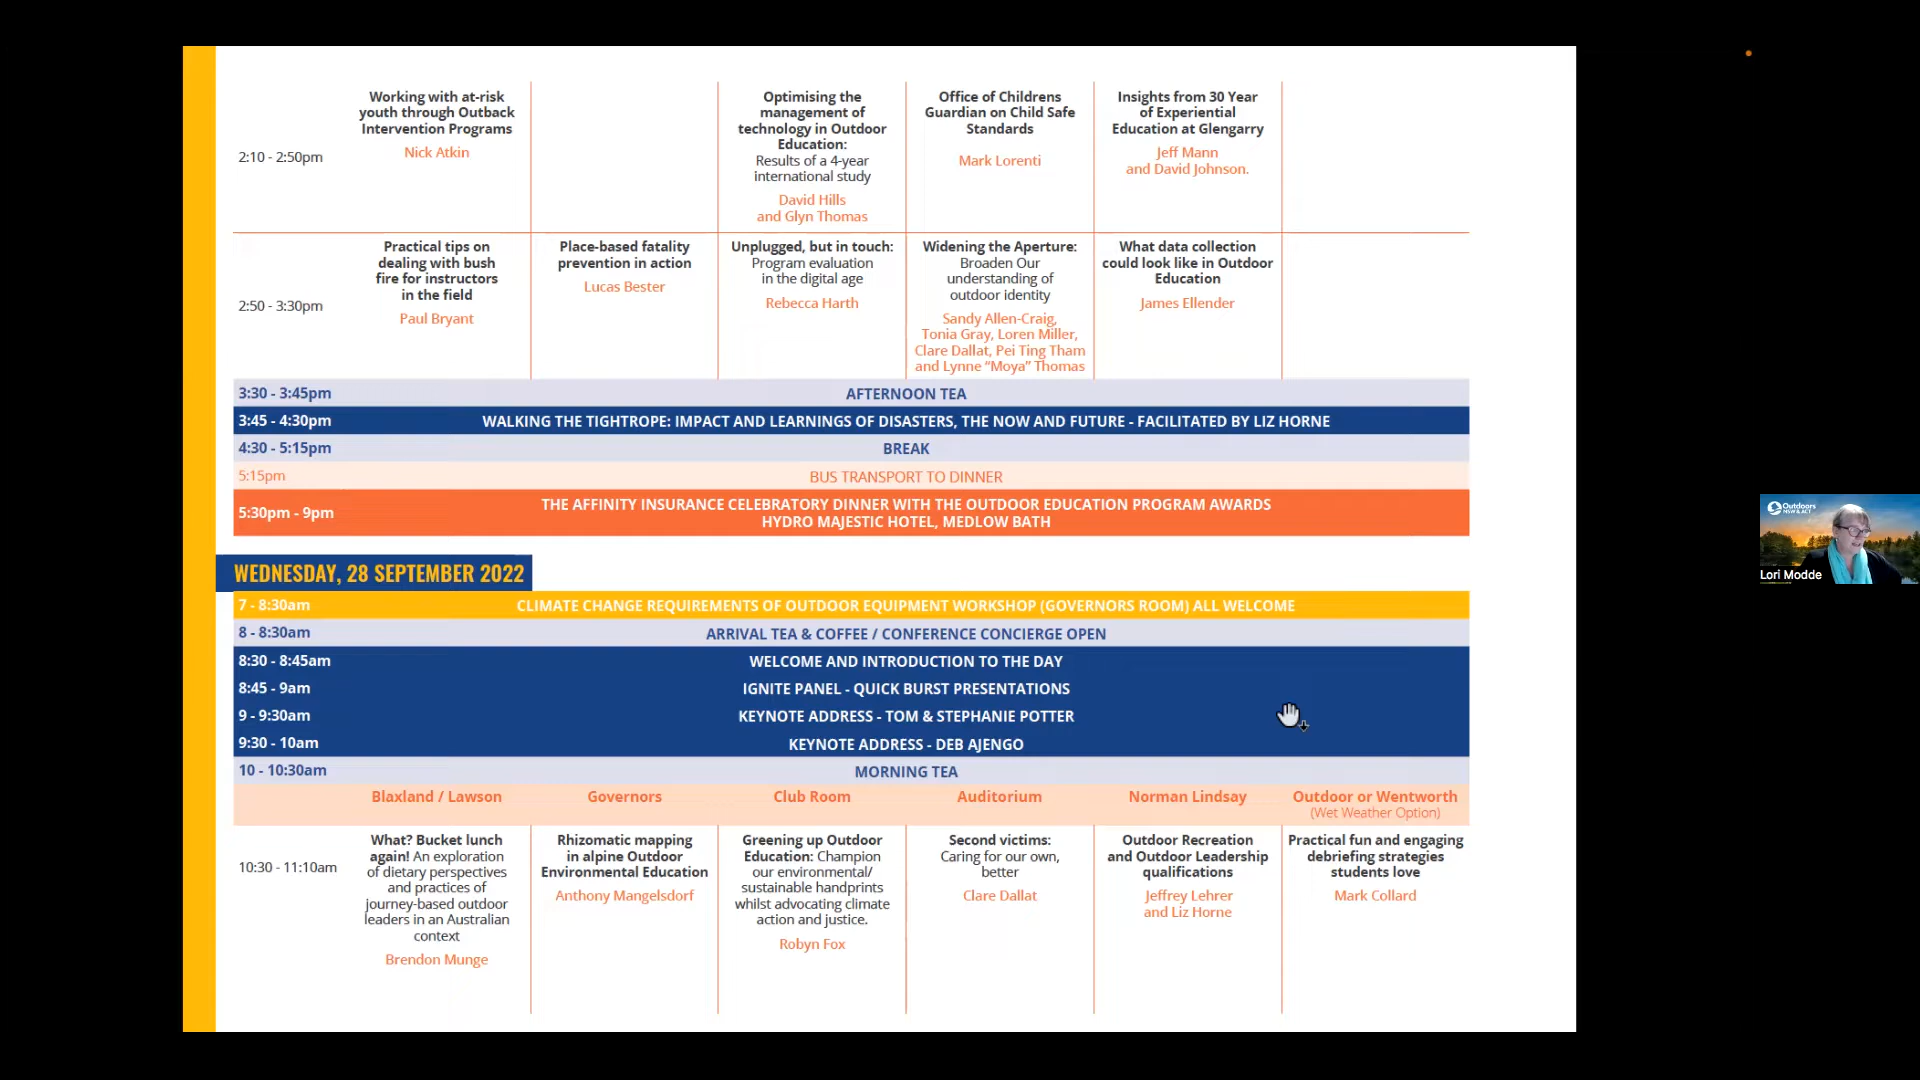 2:10 - 2:50pm
Working with at-risk
youth through Outback
Intervention Programs
Nick Atkin
Optimising the
management of
technology in Outdoor
Education:
Results of a 4-year
international study
David Hills
and Glyn Thomas
Office of Childrens
Guardian on Child Safe
Standards
Mark Lorenti
Insights from 30 Year
of Experiential
Education at Glengarry
Jeff Mann
and David Johnson.
2:50 - 3:30pm
Practical tips on
dealing with bush
fire for instructors
in the field
Paul Bryant
Place-based fatality
prevention in action
Lucas Bester
Unplugged, but in touch:
Program evaluation
in the digital age
Rebecca Harth
Widening the Aperture:
Broaden Our
understanding of
outdoor identity
Sandy Allen-Craig,
Tonia Gray, Loren Miller,
Clare Dallat, Pei Ting Tham
and Lynne “Moya” Thomas
What data collection
could look like in Outdoor
Education
James Ellender
3:30 - 3:45pm AFTERNOON TEA
3:45 - 4:30pm WALKING THE TIGHTROPE: IMPACT AND LEARNINGS OF DISASTERS, THE NOW AND FUTURE - FACILITATED BY LIZ HORNE
4:30 - 5:15pm BREAK
5:15pm BUS TRANSPORT TO DINNER
5:30pm - 9pm THE AFFINITY INSURANCE CELEBRATORY DINNER WITH THE OUTDOOR EDUCATION PROGRAM AWARDS
HYDRO MAJESTIC HOTEL, MEDLOW BATH
WEDNESDAY, 28 SEPTEMBER 2022
7 - 8:30am CLIMATE CHANGE REQUIREMENTS OF OUTDOOR EQUIPMENT WORKSHOP (GOVERNORS ROOM) ALL WELCOME
8 - 8:30am ARRIVAL TEA & COFFEE / CONFERENCE CONCIERGE OPEN
8:30 - 8:45am WELCOME AND INTRODUCTION TO THE DAY
8:45 - 9am IGNITE PANEL - QUICK BURST PRESENTATIONS
9 - 9:30am KEYNOTE ADDRESS - TOM & STEPHANIE POTTER
9:30 - 10am KEYNOTE ADDRESS - DEB AJENGO
10 - 10:30am MORNING TEA
Blaxland / Lawson Governors Club Room Auditorium Norman Lindsay Outdoor or Wentworth
(Wet Weather Option)
10:30 - 11:10am
What? Bucket lunch
again! An exploration
of dietary perspectives
and practices of
journey-based outdoor
leaders in an Australian
context
Brendon Munge
Rhizomatic mapping
in alpine Outdoor
Environmental Education
Anthony Mangelsdorf
Greening up Outdoor
Education: Champion
our environmental/
sustainable handprints
whilst advocating climate
action and justice.
Robyn Fox
Second victims:
Caring for our own,
better
Clare Dallat
Outdoor Recreation
and Outdoor Leadership
qualifications
Jeffrey Lehrer
and Liz Horne
Practical fun and engaging
debriefing strategies
students love
Mark Collard
Outdoors
NSW & ACT
Lori Modde